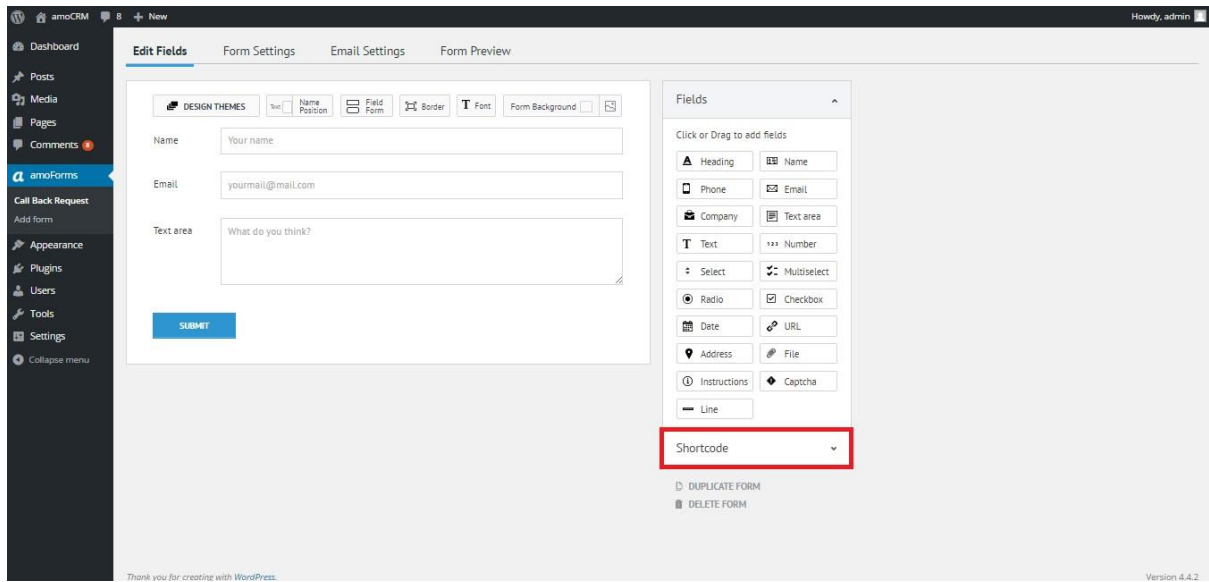 amoCRM 8 + New Howdy, admin
Dashboard
Posts
Media
Pages
Comments 8
amoForms
Call Back Request
Add form
Appearance
Plugins
Users
Tools
Settings
Collapse menu
Edit Fields Form Settings Email Settings Form Preview
DESIGN THEMES Text Name Position Field Form Border T Font Form Background
Name Your name
Email yourmail@mail.com
Text area What do you think?
SUBMIT
Fields
Click or Drag to add fields
A Heading Name
Phone Email
Company Text area
T Text 123 Number
Select Multiselect
Radio Checkbox
Date URL
Address File
Instructions Captcha
Line
Shortcode
DUPLICATE FORM
DELETE FORM
Thank you for creating with WordPress. Version 4.4.2